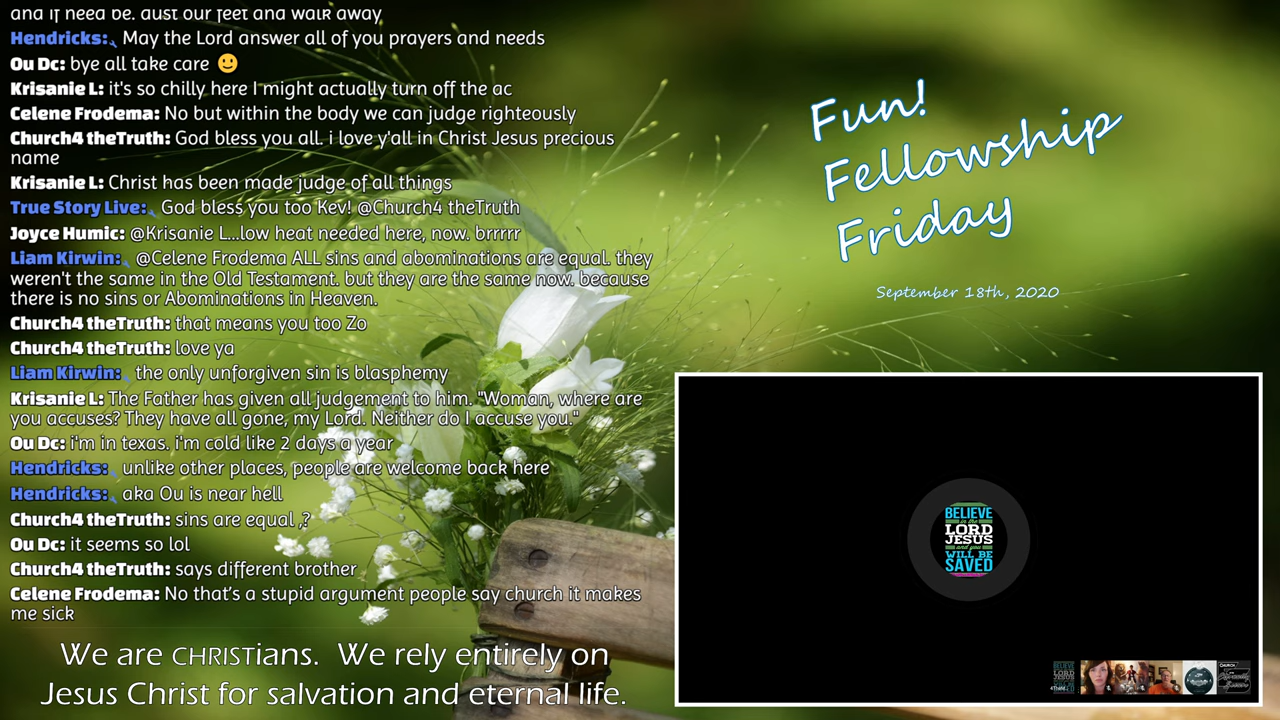 and if need be. dust our feet and walk away
Hendricks: May the Lord answer all of you prayers and needs
Ou Dc: bye all take care 🙂
Krisanie L: it's so chilly here I might actually turn off the ac
Celene Frodema: No but within the body we can judge righteously
Church4 theTruth: God bless you all. i love y'all in Christ Jesus precious
name
Krisanie L: Christ has been made judge of all things
True Story Live: God bless you too Kev! @Church4 theTruth
Joyce Humic: @Krisanie L...low heat needed here, now. brrrrr
Liam Kirwin: @Celene Frodema ALL sins and abominations are equal. they
weren't the same in the Old Testament. but they are the same now. because
there is no sins or Abominations in Heaven.
Church4 theTruth: that means you too Zo
Church4 theTruth: love ya
Liam Kirwin: the only unforgiven sin is blasphemy
Krisanie L: The Father has given all judgement to him. "Woman, where are
you accuses? They have all gone, my Lord. Neither do I accuse you."
Ou Dc: i'm in texas. i'm cold like 2 days a year
Hendricks: unlike other places, people are welcome back here
Hendricks: aka Ou is near hell
Church4 theTruth: sins are equal ,?
Ou Dc: it seems so lol
Church4 theTruth: says different brother
Celene Frodema: No that's a stupid argument people say church it makes
me sick
We are CHRISTians. We rely entirely on
Jesus Christ for salvation and eternal life.
Fun!
Fellowship
Friday
September 18th, 2020
BELIEVE
in the
LORD
JESUS
and you
WILL BE
SAVED